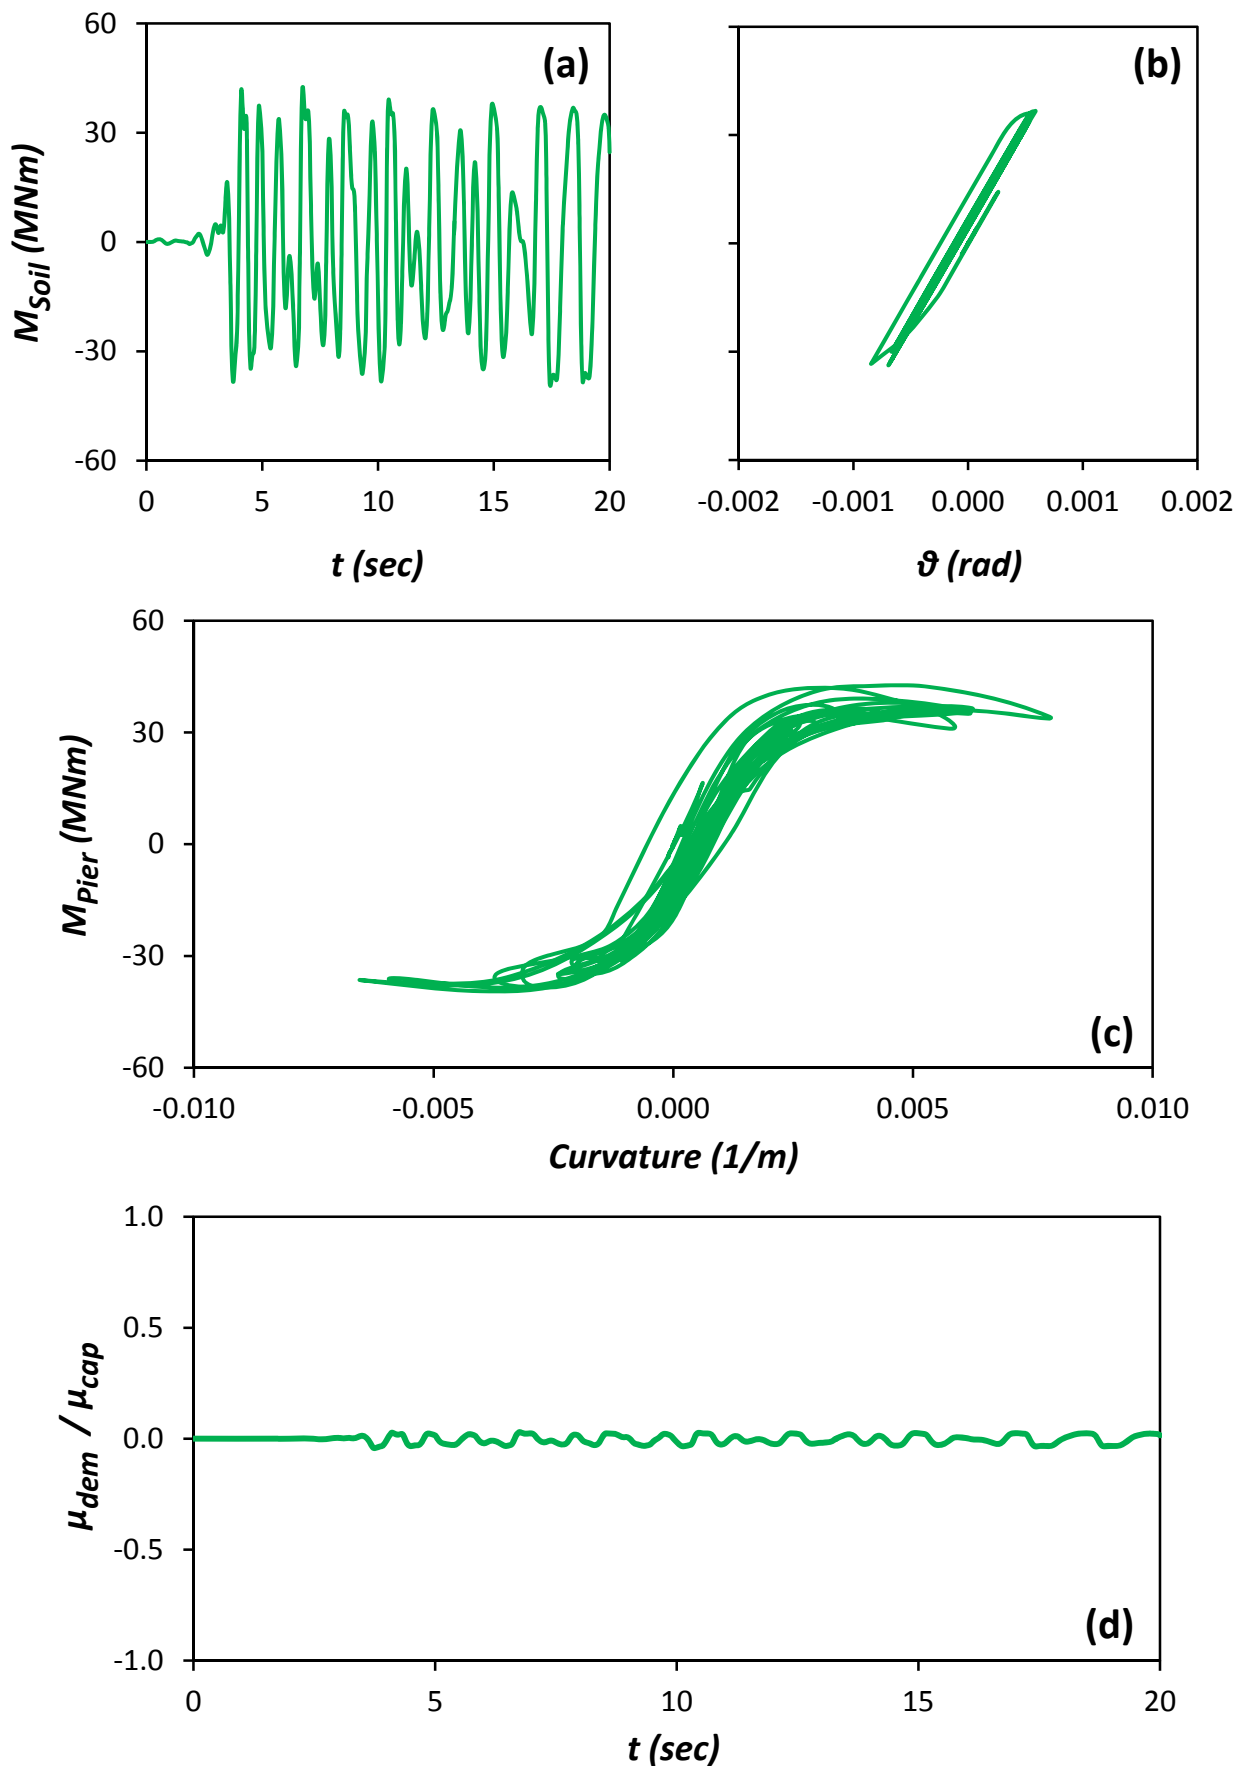 60
30
0
-30
-60
M_Soil (MNm)
(a)
0 5 10 15 20
t (sec)
(b)
-0.002 -0.001 0.000 0.001 0.002
ϑ (rad)
60
30
0
-30
-60
M_Pier (MNm)
(c)
-0.010 -0.005 0.000 0.005 0.010
Curvature (1/m)
1.0
0.5
0.0
-0.5
-1.0
μ_dem / μ_cap
(d)
0 5 10 15 20
t (sec)